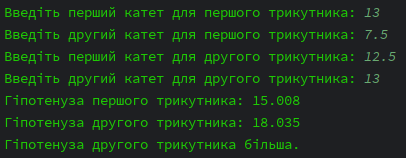 Введіть перший катет для першого трикутника: 13
Введіть другий катет для першого трикутника: 7.5
Введіть перший катет для другого трикутника: 12.5
Введіть другий катет для другого трикутника: 13
Гіпотенуза першого трикутника: 15.008
Гіпотенуза другого трикутника: 18.035
Гіпотенуза другого трикутника більша.